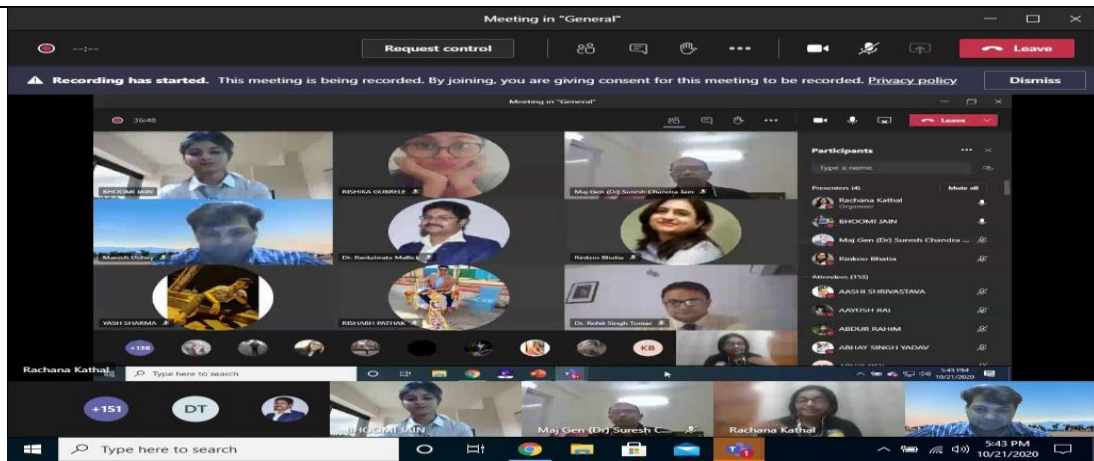 Meeting in "General"
--:-- Request control Leave
Recording has started. This meeting is being recorded. By joining, you are giving consent for this meeting to be recorded. Privacy policy Dismiss
Meeting in "General"
36:48 Leave
Participants
Type a name
Presenters (4) Mute all
Rachana Kathal
Organizer
BHOOMI JAIN
Maj Gen (Dr) Suresh Chandra ...
Rinkoo Bhatia
Attendees (153)
AASHI SHRIVASTAVA
AAYUSH RAI
ABDUR RAHIM
ABHAY SINGH YADAV
BHOOMI JAIN RISHIKA GUBRELE Maj Gen (Dr) Suresh Chandra Jain
Manish Dubey Rinkoo Bhatia
YASH SHARMA RISHABH PATHAK Dr. Rohit Singh Tomar
+138 KB
Rachana Kathal
Type here to search 5:43 PM
10/21/2020
+151 DT BHOOMI JAIN Maj Gen (Dr) Suresh C... Rachana Kathal
Type here to search 5:43 PM
10/21/2020